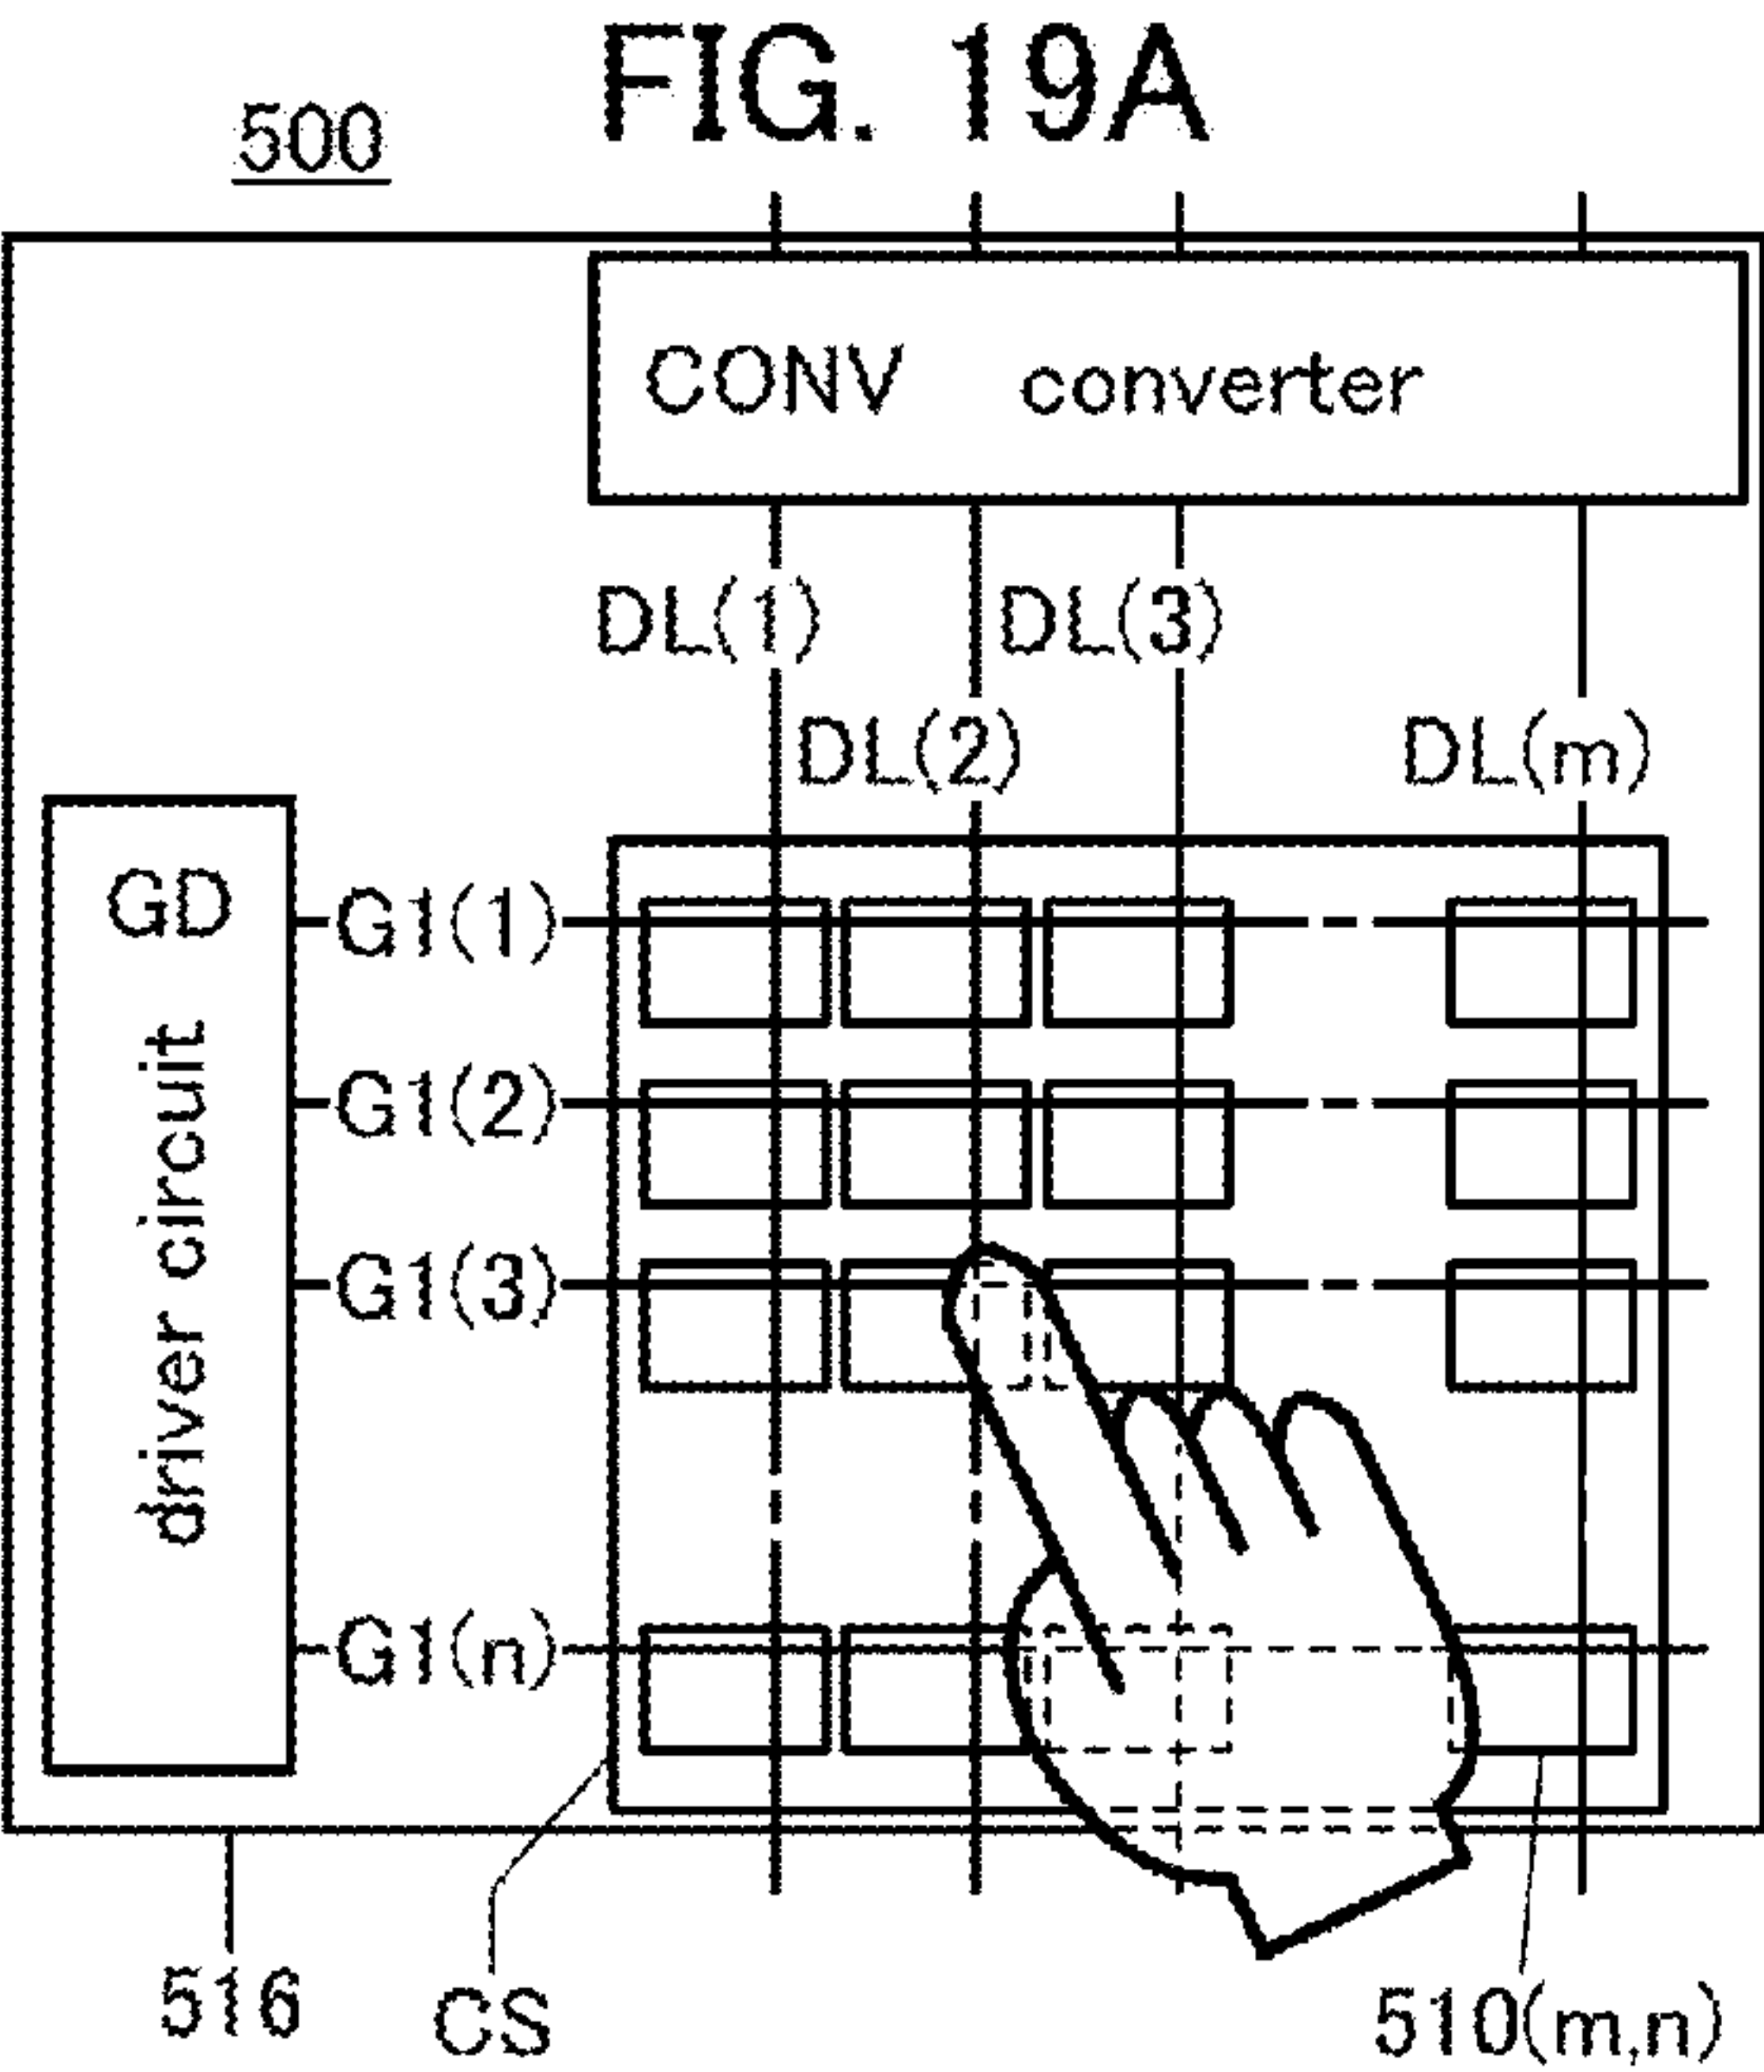 FIG. 19A
500
CONV converter
DL(1) DL(3)
DL(2) DL(m)
GD
driver circuit
G1(1)
G1(2)
G1(3)
G1(n)
516
CS
510(m,n)